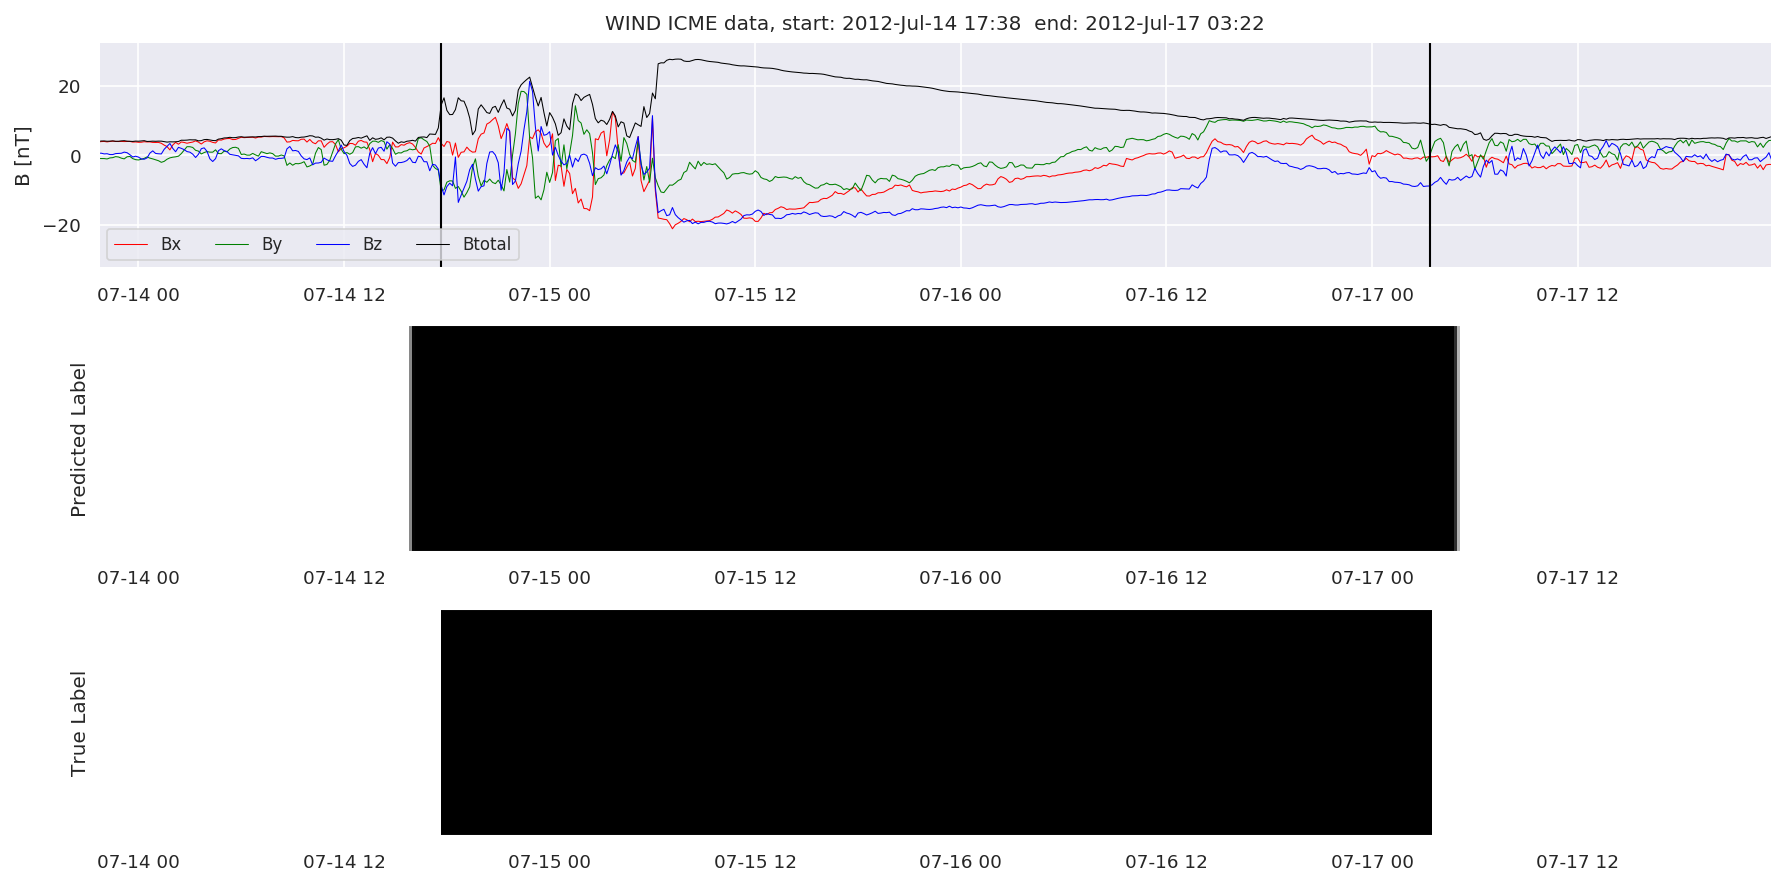 WIND ICME data, start: 2012-Jul-14 17:38 end: 2012-Jul-17 03:22
B [nT]
20
0
−20
Bx By Bz Btotal
07-14 00 07-14 12 07-15 00 07-15 12 07-16 00 07-16 12 07-17 00 07-17 12
Predicted Label
07-14 00 07-14 12 07-15 00 07-15 12 07-16 00 07-16 12 07-17 00 07-17 12
True Label
07-14 00 07-14 12 07-15 00 07-15 12 07-16 00 07-16 12 07-17 00 07-17 12